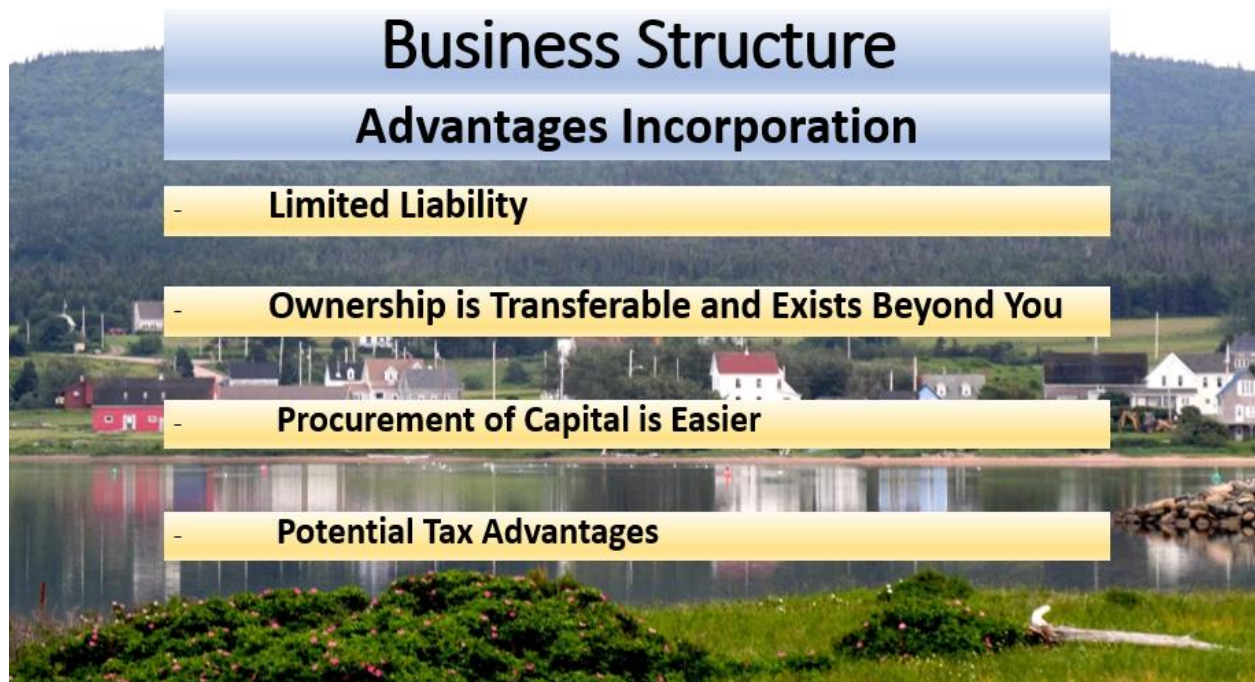 Business Structure
Advantages Incorporation
- Limited Liability
- Ownership is Transferable and Exists Beyond You
- Procurement of Capital is Easier
- Potential Tax Advantages